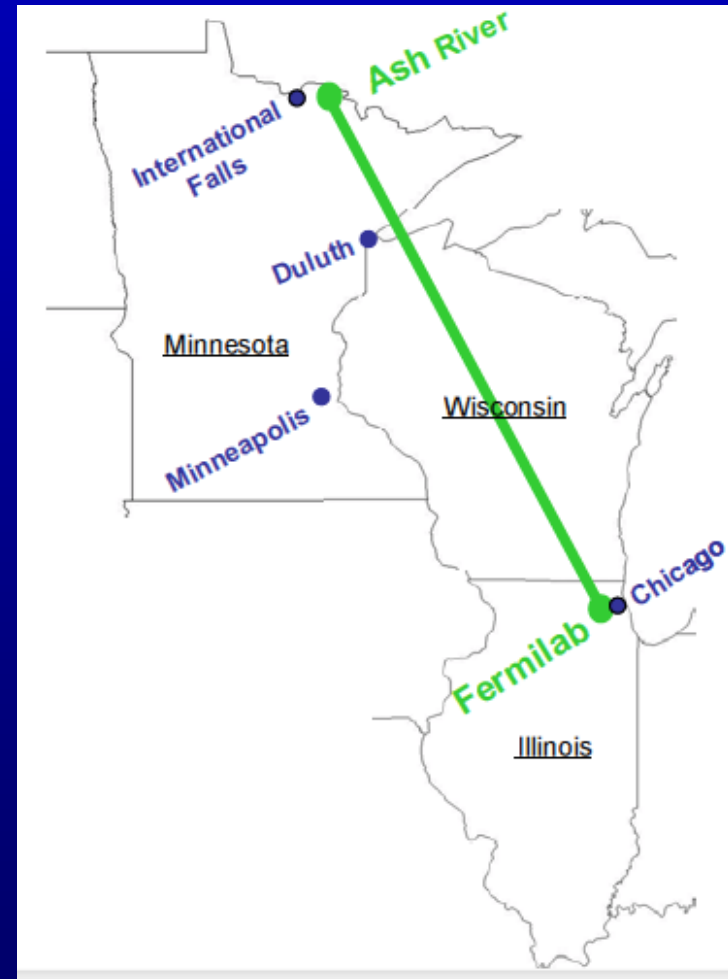 Ash River
International
Falls
Duluth
Minnesota
Wisconsin
Minneapolis
Chicago
Fermilab
Illinois